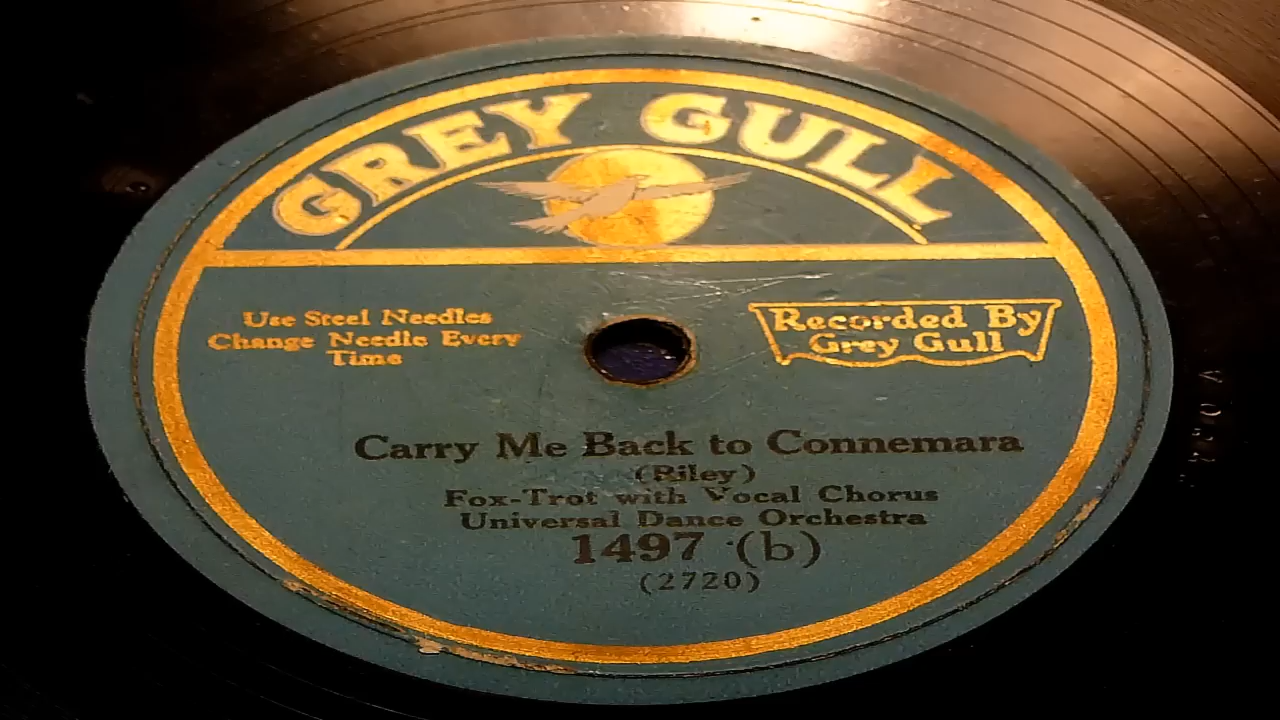 GREY GULL
Use Steel Needles
Change Needle Every
Time
Recorded By
Grey Gull
Carry Me Back to Connemara
(Riley)
Fox-Trot with Vocal Chorus
Universal Dance Orchestra
1497 (b)
(2720)